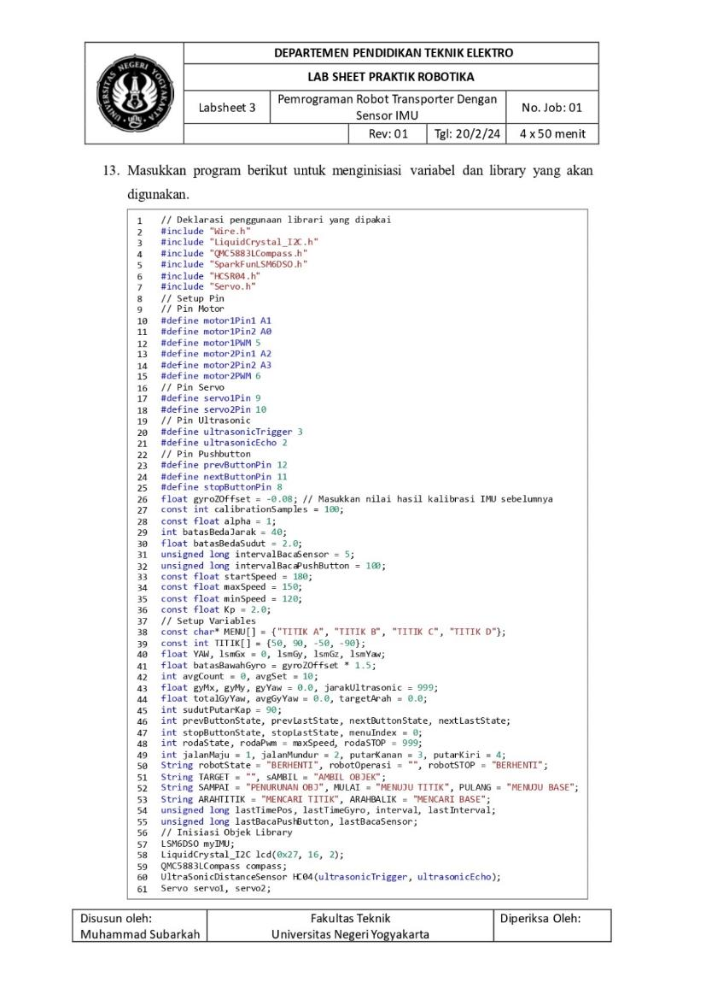 UNIVERSITAS NEGERI YOGYAKARTA
DEPARTEMEN PENDIDIKAN TEKNIK ELEKTRO
LAB SHEET PRAKTIK ROBOTIKA
Labsheet 3
Pemrograman Robot Transporter Dengan
Sensor IMU
No. Job: 01
Rev: 01
Tgl: 20/2/24
4 x 50 menit
13. Masukkan program berikut untuk menginisiasi variabel dan library yang akan
digunakan.
1 // Deklarasi penggunaan librari yang dipakai
2 #include "Wire.h"
3 #include "LiquidCrystal_I2C.h"
4 #include "QMC5883LCompass.h"
5 #include "SparkFunLSM6DSO.h"
6 #include "HCSR04.h"
7 #include "Servo.h"
8 // Setup Pin
9 // Pin Motor
10 #define motor1Pin1 A1
11 #define motor1Pin2 A0
12 #define motor1PWM 5
13 #define motor2Pin1 A2
14 #define motor2Pin2 A3
15 #define motor2PWM 6
16 // Pin Servo
17 #define servo1Pin 9
18 #define servo2Pin 10
19 // Pin Ultrasonic
20 #define ultrasonicTrigger 3
21 #define ultrasonicEcho 2
22 // Pin Pushbutton
23 #define prevButtonPin 12
24 #define nextButtonPin 11
25 #define stopButtonPin 8
26 float gyroZOffset = -0.08; // Masukkan nilai hasil kalibrasi IMU sebelumnya
27 const int calibrationSamples = 100;
28 const float alpha = 1;
29 int batasBedaJarak = 40;
30 float batasBedaSudut = 2.0;
31 unsigned long intervalBacaSensor = 5;
32 unsigned long intervalBacaPushButton = 100;
33 const float startSpeed = 180;
34 const float maxSpeed = 150;
35 const float minSpeed = 120;
36 const float Kp = 2.0;
37 // Setup Variables
38 const char* MENU[] = {"TITIK A", "TITIK B", "TITIK C", "TITIK D"};
39 const int TITIK[] = {50, 90, -50, -90};
40 float YAW, lsmGx = 0, lsmGy, lsmGz, lsmYaw;
41 float batasBawahGyro = gyroZOffset * 1.5;
42 int avgCount = 0, avgSet = 10;
43 float gyMx, gyMy, gyYaw = 0.0, jarakUltrasonic = 999;
44 float totalGyYaw, avgGyYaw = 0.0, targetArah = 0.0;
45 int sudutPutarKap = 90;
46 int prevButtonState, prevLastState, nextButtonState, nextLastState;
47 int stopButtonState, stopLastState, menuIndex = 0;
48 int rodaState, rodaPwm = maxSpeed, rodaSTOP = 999;
49 int jalanMaju = 1, jalanMundur = 2, putarKanan = 3, putarKiri = 4;
50 String robotState = "BERHENTI", robotOperasi = "", robotSTOP = "BERHENTI";
51 String TARGET = "", sAMBIL = "AMBIL OBJEK";
52 String SAMPAI = "PENURUNAN OBJ", MULAI = "MENUJU TITIK", PULANG = "MENUJU BASE";
53 String ARAHTITIK = "MENCARI TITIK", ARAHBALIK = "MENCARI BASE";
54 unsigned long lastTimePos, lastTimeGyro, interval, lastInterval;
55 unsigned long lastBacaPushButton, lastBacaSensor;
56 // Inisiasi Objek Library
57 LSM6DSO myIMU;
58 LiquidCrystal_I2C lcd(0x27, 16, 2);
59 QMC5883LCompass compass;
60 UltraSonicDistanceSensor HC04(ultrasonicTrigger, ultrasonicEcho);
61 Servo servo1, servo2;
Disusun oleh:
Muhammad Subarkah
Fakultas Teknik
Universitas Negeri Yogyakarta
Diperiksa Oleh: